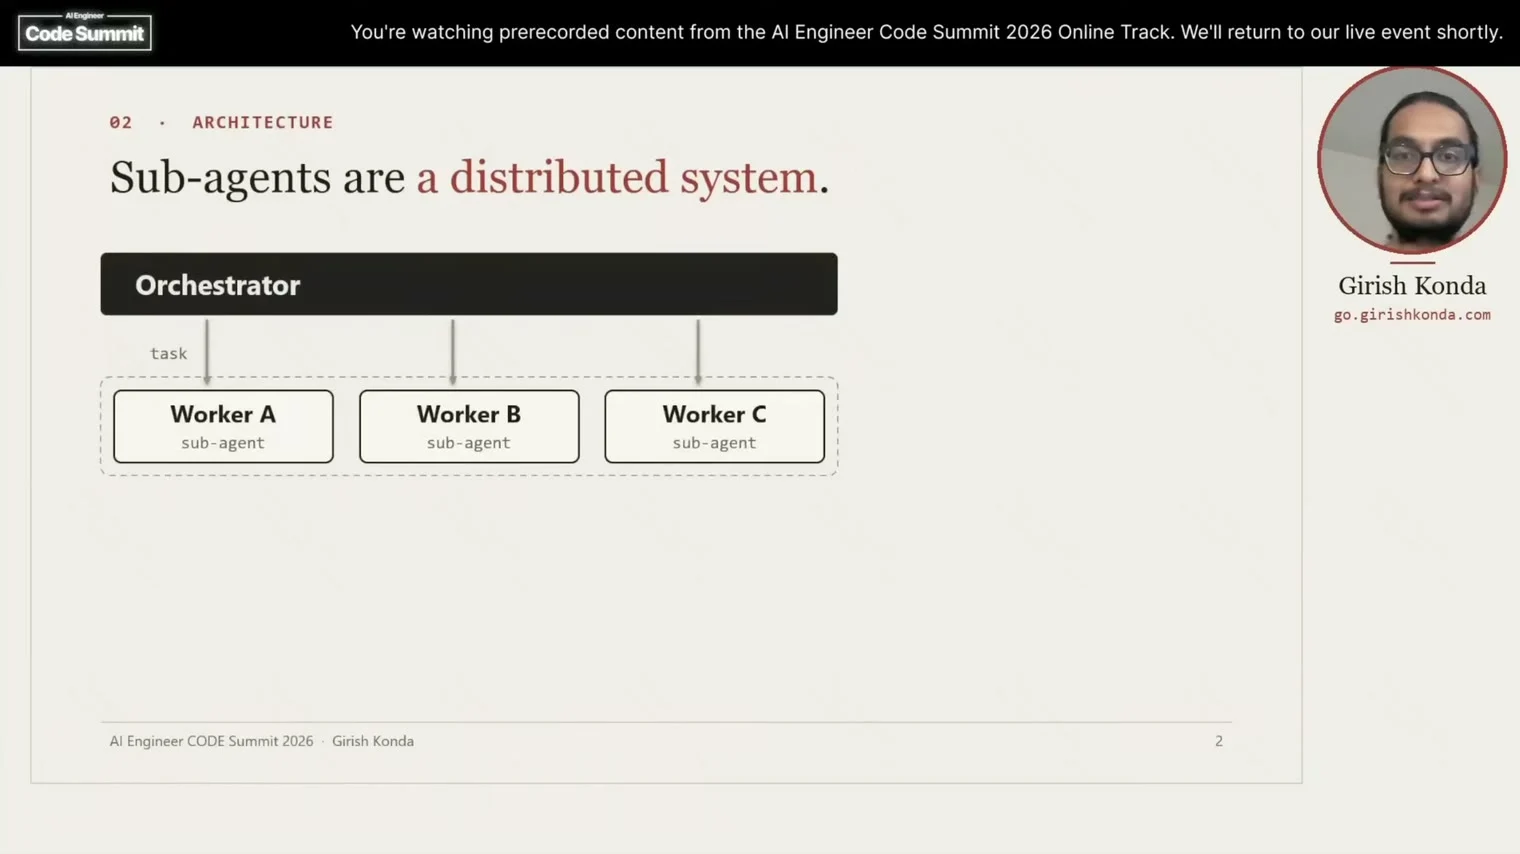 AI Engineer
Code Summit
You're watching prerecorded content from the AI Engineer Code Summit 2026 Online Track. We'll return to our live event shortly.
02 · ARCHITECTURE
Sub-agents are a distributed system.
Orchestrator
task
Worker A
sub-agent
Worker B
sub-agent
Worker C
sub-agent
Girish Konda
go.girishkonda.com
AI Engineer CODE Summit 2026 · Girish Konda
2